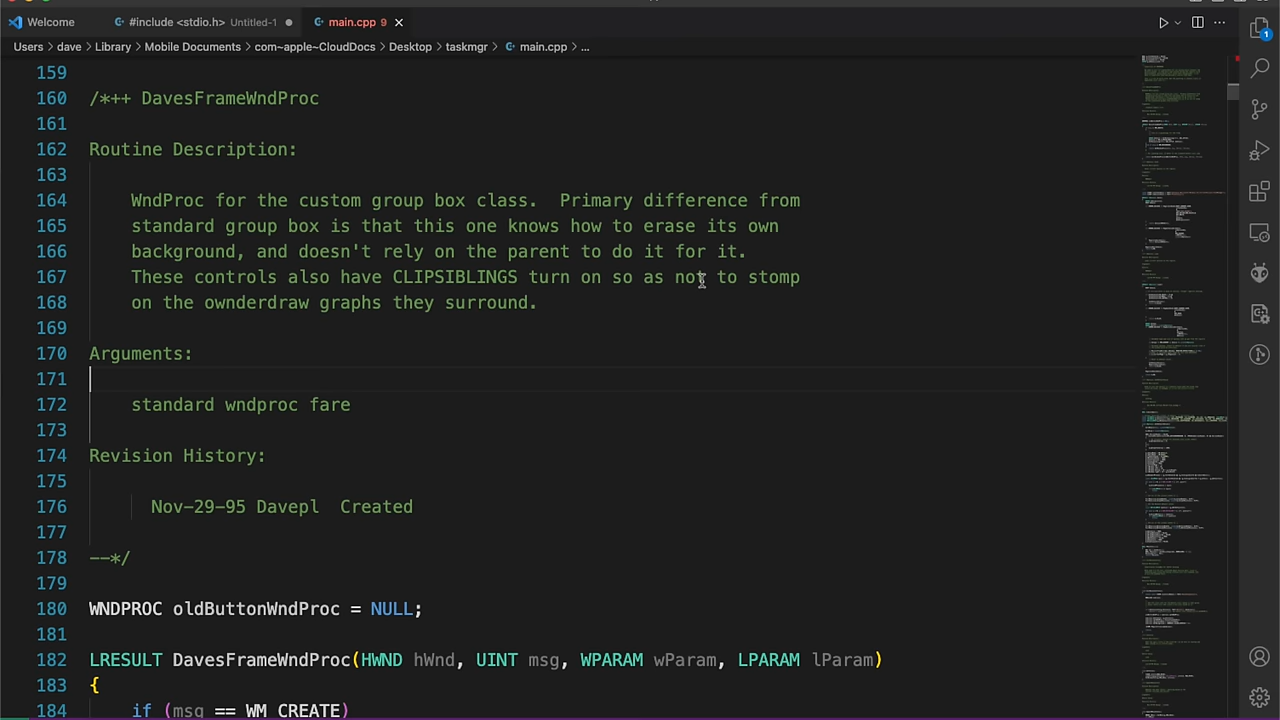 Welcome
#include <stdio.h> Untitled-1
main.cpp 9
Users > dave > Library > Mobile Documents > com~apple~CloudDocs > Desktop > taskmgr > main.cpp > ...
1
159
160 /*++ DavesFrameWndProc
161
162 Routine Description:
163
164 WndProc for the custom group box class. Primary difference from
165 standard group box is that this one knows how to erase its own
166 background, and doesn't rely on the parent to do it for it.
167 These controls also have CLIPSIBLINGS turn on so as not to stomp
168 on the ownderdraw graphs they surround.
169
170 Arguments:
171
172 standard wndproc fare
173
174 Revision History:
175
176 Nov-29-95 Davepl Created
177
178 --*/
179
180 WNDPROC oldButtonWndProc = NULL;
181
182 LRESULT DavesFrameWndProc(HWND hWnd, UINT msg, WPARAM wParam, LPARAM lParam)
183 {
184 if (msg == WM_CREATE)